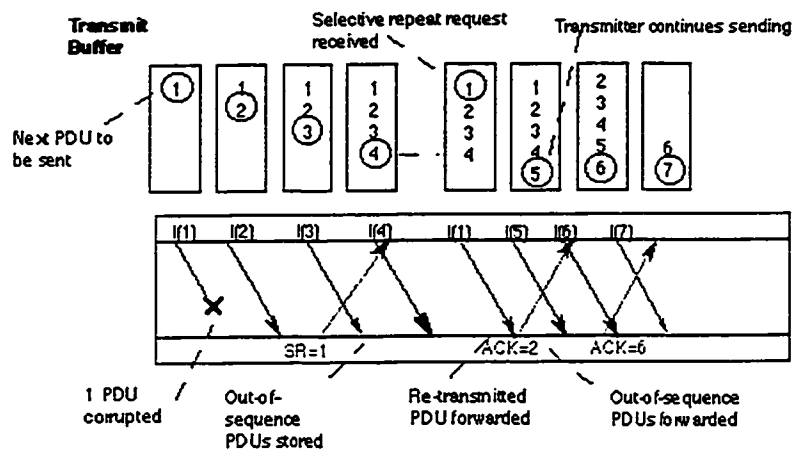 Transmit
Buffer
Selective repeat request
received
Transmitter continues sending
Next PDU to
be sent
1
1
2
1
2
3
1
2
3
4
1
2
3
4
1
2
3
4
5
2
3
4
5
6
6
7
I(1)
I(2)
I(3)
I(4)
I(1)
I(5)
I(6)
I(7)
SR=1
ACK=2
ACK=6
1 PDU
corrupted
Out-of-
sequence
PDUs stored
Re-transmitted
PDU forwarded
Out-of-sequence
PDUs forwarded